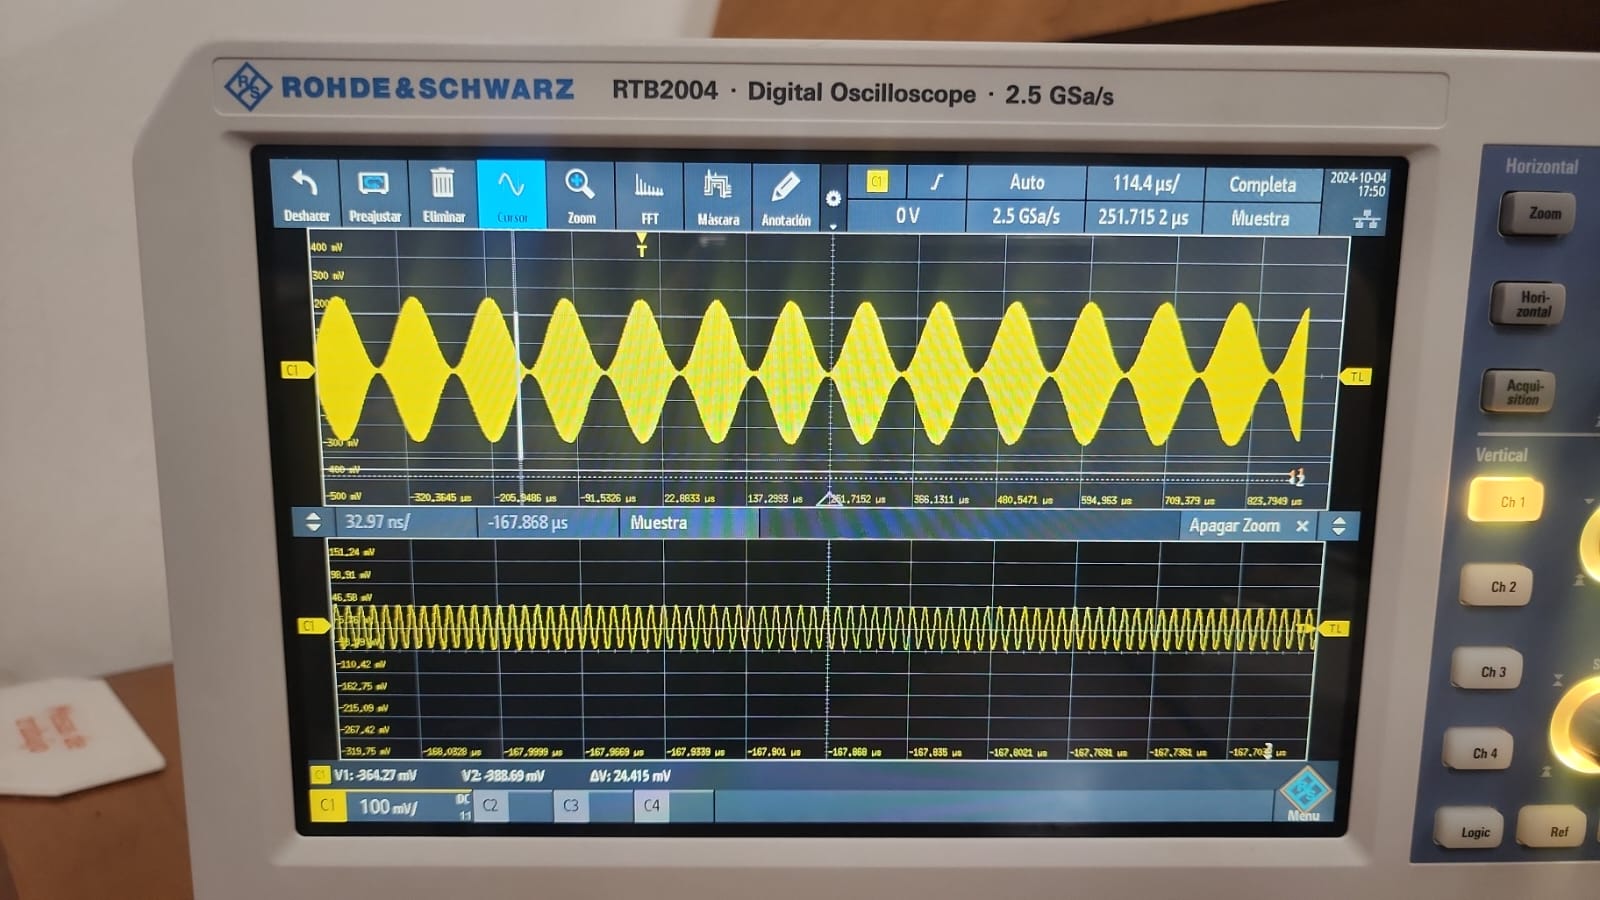 ROHDE&SCHWARZ RTB2004 · Digital Oscilloscope · 2.5 GSa/s
Horizontal
Deshacer Preajustar Eliminar Cursor Zoom FFT Máscara Anotación
C1 Auto 114.4 µs/ Completa 2024-10-04
17:50
0 V 2.5 GSa/s 251.715 2 µs Muestra
Zoom
Hori-
zontal
Acqui-
sition
Vertical
Ch 1
Ch 2
Ch 3
Ch 4
Logic Ref
T
400 mV
300 mV
200
C1 TL
-300 mV
-400 mV
-500 mV -320.3645 µs -205.9486 µs -91.5326 µs 22.8833 µs 137.2993 µs 251.7152 µs 366.1311 µs 480.5471 µs 594.963 µs 709.379 µs 823.7949 µs
32.97 ns/ -167.868 µs Muestra Apagar Zoom ×
151.24 mV
98.91 mV
46.58 mV
C1 TL
-110.42 mV
-162.75 mV
-215.09 mV
-267.42 mV
-319.75 mV -168.0328 µs -167.9999 µs -167.9669 µs -167.9339 µs -167.901 µs -167.868 µs -167.835 µs -167.8021 µs -167.7691 µs -167.7361 µs
C1 V1: -364.27 mV V2: -388.69 mV ΔV: 24.415 mV
C1 100 mV/ DC
1:1 C2 C3 C4
Menu